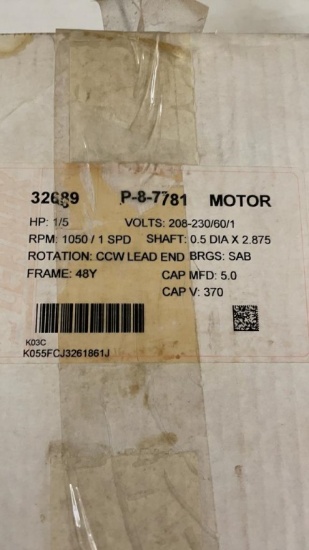 32689 P-8-7781 MOTOR
HP: 1/5 VOLTS: 208-230/60/1
RPM: 1050 / 1 SPD SHAFT: 0.5 DIA X 2.875
ROTATION: CCW LEAD END BRGS: SAB
FRAME: 48Y CAP MFD: 5.0
CAP V: 370
K03C
K055FCJ3261861J